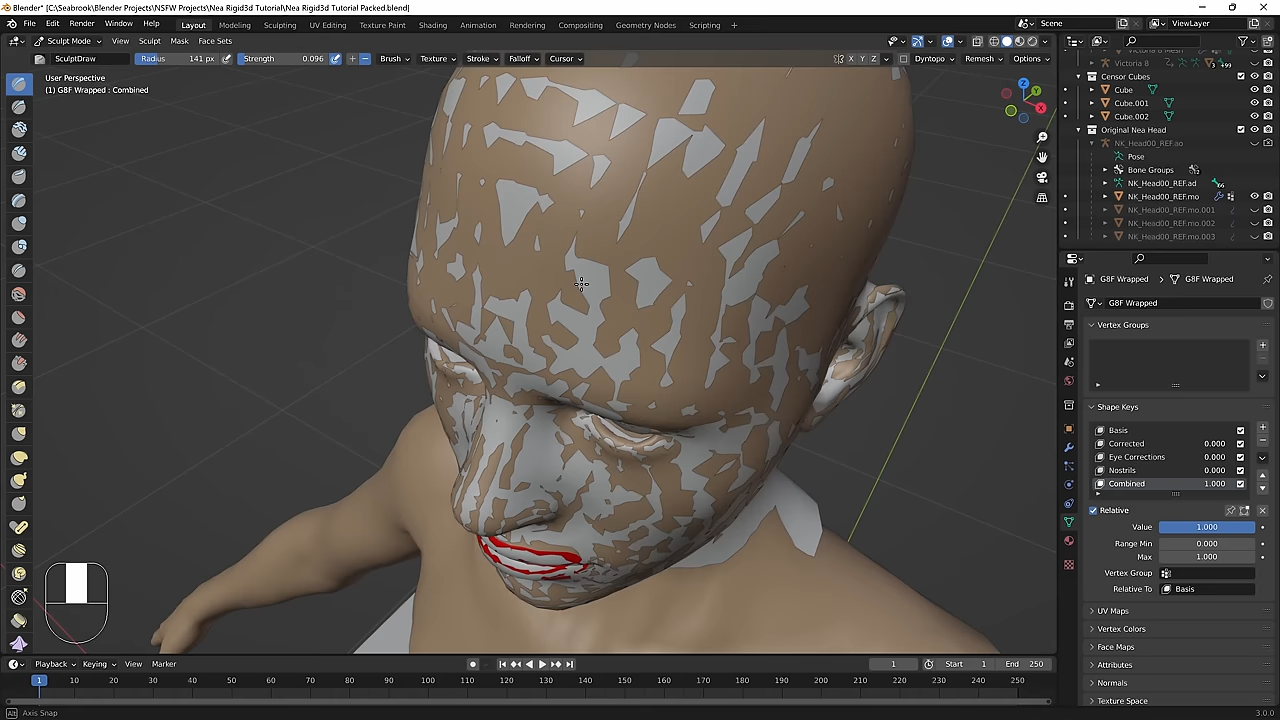 Blender* [C:\Seabrook\Blender Projects\NSFW Projects\Nea Rigid3d Tutorial\Nea Rigid3d Tutorial Packed.blend]
File Edit Render Window Help Layout Modeling Sculpting UV Editing Texture Paint Shading Animation Rendering Compositing Geometry Nodes Scripting + Scene ViewLayer
Sculpt Mode View Sculpt Mask Face Sets
SculptDraw Radius 141 px Strength 0.096 Brush Texture Stroke Falloff Cursor X Y Z Dyntopo Remesh Options
User Perspective
(1) G8F Wrapped : Combined
Victoria 8
Censor Cubes
Cube
Cube.001
Cube.002
Original Nea Head
NK_Head00_REF.ao
Pose
Bone Groups
NK_Head00_REF.ad
NK_Head00_REF.mo
NK_Head00_REF.mo.001
NK_Head00_REF.mo.002
NK_Head00_REF.mo.003
G8F Wrapped G8F Wrapped
G8F Wrapped
Vertex Groups
Shape Keys
Basis
Corrected 0.000
Eye Corrections 0.000
Nostrils 0.000
Combined 1.000
Relative
Value 1.000
Range Min 0.000
Max 1.000
Vertex Group
Relative To Basis
UV Maps
Vertex Colors
Face Maps
Attributes
Normals
Texture Space
Playback Keying View Marker 1 Start 1 End 250
1 10 20 30 40 50 60 70 80 90 100 110 120 130 140 150 160 170 180 190 200 210 220 230 240 250
Axis Snap 3.0.0